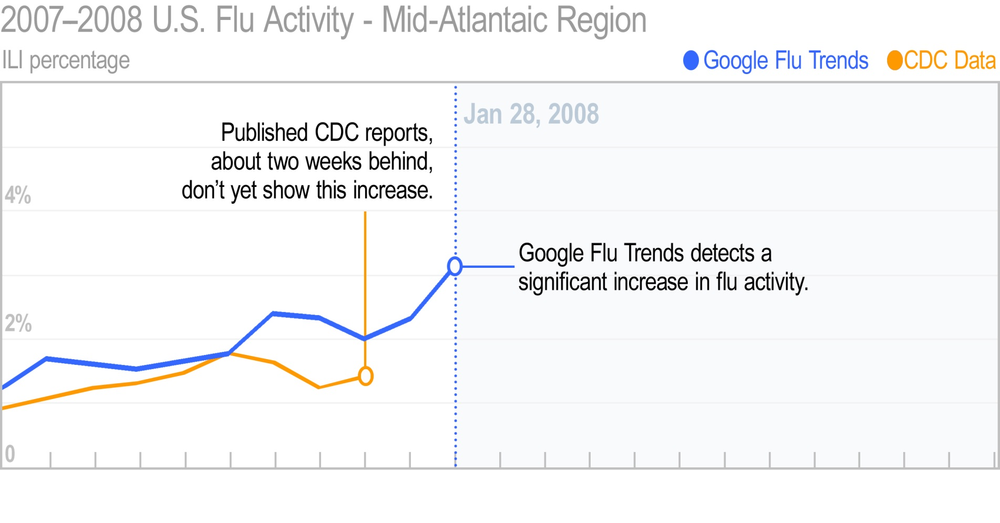 2007–2008 U.S. Flu Activity - Mid-Atlantaic Region
ILI percentage
Google Flu Trends
CDC Data
Jan 28, 2008
Published CDC reports,
about two weeks behind,
don’t yet show this increase.
4%
Google Flu Trends detects a
significant increase in flu activity.
2%
0